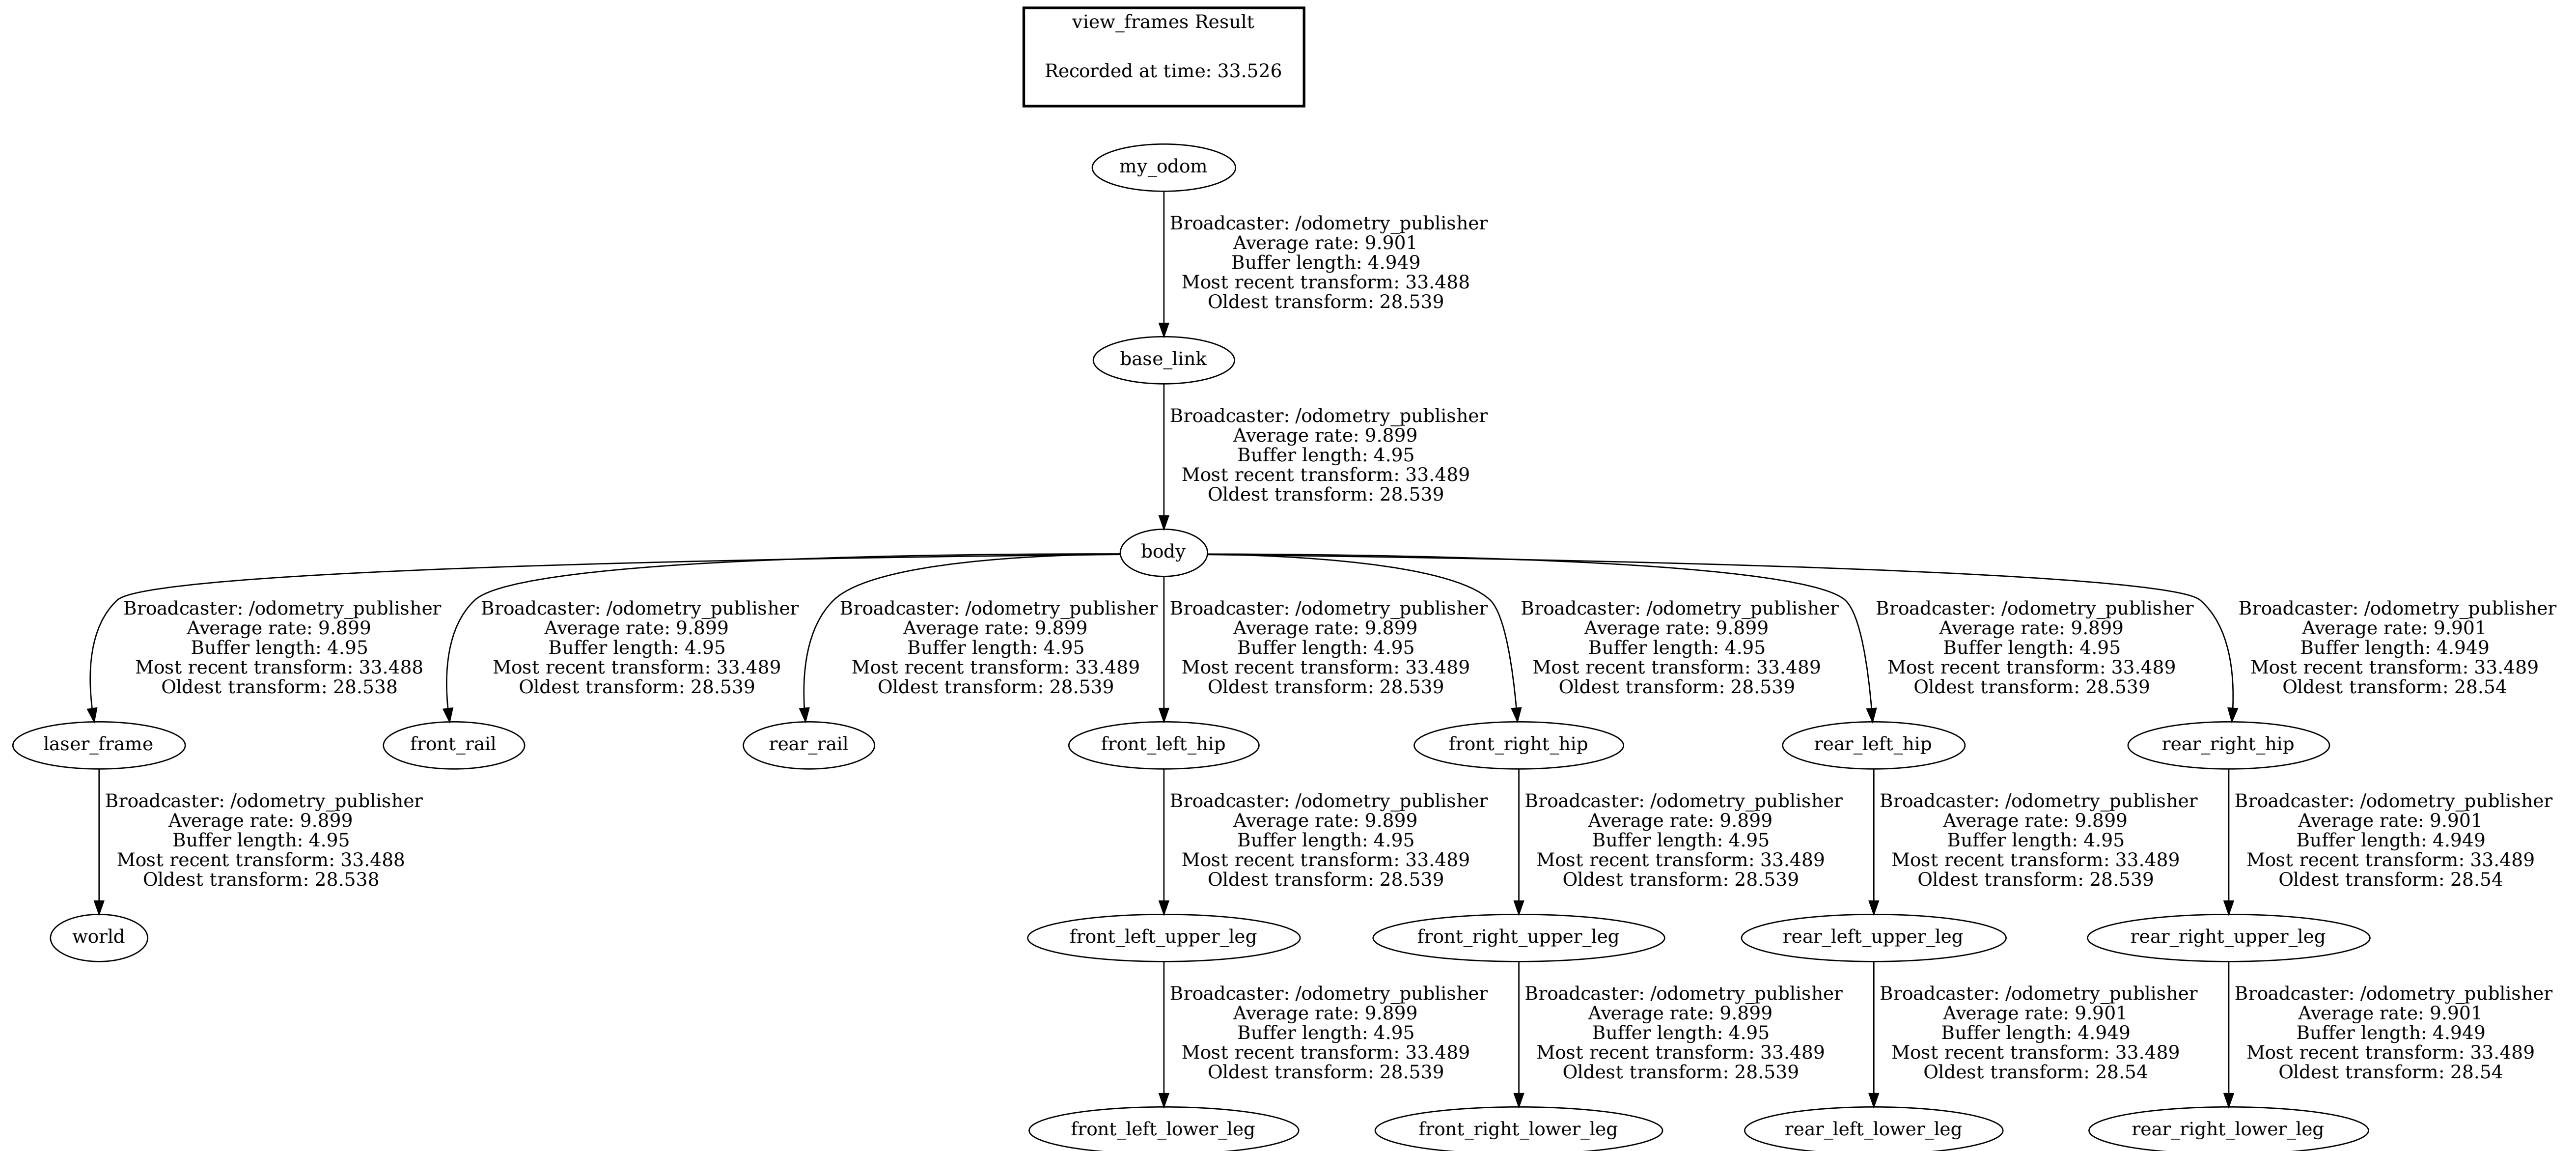 view_frames Result
Recorded at time: 33.526
my_odom
Broadcaster: /odometry_publisher
Average rate: 9.901
Buffer length: 4.949
Most recent transform: 33.488
Oldest transform: 28.539
base_link
Broadcaster: /odometry_publisher
Average rate: 9.899
Buffer length: 4.95
Most recent transform: 33.489
Oldest transform: 28.539
body
Broadcaster: /odometry_publisher
Average rate: 9.899
Buffer length: 4.95
Most recent transform: 33.488
Oldest transform: 28.538
Broadcaster: /odometry_publisher
Average rate: 9.899
Buffer length: 4.95
Most recent transform: 33.489
Oldest transform: 28.539
Broadcaster: /odometry_publisher
Average rate: 9.899
Buffer length: 4.95
Most recent transform: 33.489
Oldest transform: 28.539
Broadcaster: /odometry_publisher
Average rate: 9.899
Buffer length: 4.95
Most recent transform: 33.489
Oldest transform: 28.539
Broadcaster: /odometry_publisher
Average rate: 9.899
Buffer length: 4.95
Most recent transform: 33.489
Oldest transform: 28.539
Broadcaster: /odometry_publisher
Average rate: 9.899
Buffer length: 4.95
Most recent transform: 33.489
Oldest transform: 28.539
Broadcaster: /odometry_publisher
Average rate: 9.901
Buffer length: 4.949
Most recent transform: 33.489
Oldest transform: 28.54
laser_frame
front_rail
rear_rail
front_left_hip
front_right_hip
rear_left_hip
rear_right_hip
Broadcaster: /odometry_publisher
Average rate: 9.899
Buffer length: 4.95
Most recent transform: 33.488
Oldest transform: 28.538
Broadcaster: /odometry_publisher
Average rate: 9.899
Buffer length: 4.95
Most recent transform: 33.489
Oldest transform: 28.539
Broadcaster: /odometry_publisher
Average rate: 9.899
Buffer length: 4.95
Most recent transform: 33.489
Oldest transform: 28.539
Broadcaster: /odometry_publisher
Average rate: 9.899
Buffer length: 4.95
Most recent transform: 33.489
Oldest transform: 28.539
Broadcaster: /odometry_publisher
Average rate: 9.901
Buffer length: 4.949
Most recent transform: 33.489
Oldest transform: 28.54
world
front_left_upper_leg
front_right_upper_leg
rear_left_upper_leg
rear_right_upper_leg
Broadcaster: /odometry_publisher
Average rate: 9.899
Buffer length: 4.95
Most recent transform: 33.489
Oldest transform: 28.539
Broadcaster: /odometry_publisher
Average rate: 9.899
Buffer length: 4.95
Most recent transform: 33.489
Oldest transform: 28.539
Broadcaster: /odometry_publisher
Average rate: 9.901
Buffer length: 4.949
Most recent transform: 33.489
Oldest transform: 28.54
Broadcaster: /odometry_publisher
Average rate: 9.901
Buffer length: 4.949
Most recent transform: 33.489
Oldest transform: 28.54
front_left_lower_leg
front_right_lower_leg
rear_left_lower_leg
rear_right_lower_leg